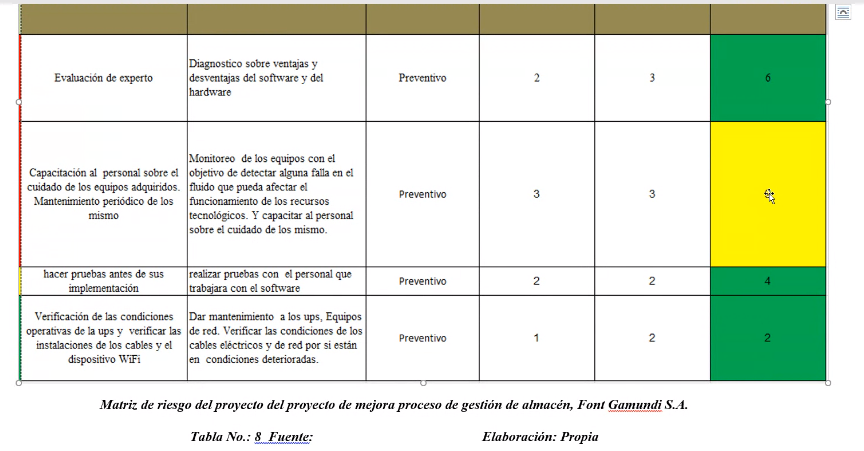 Evaluación de experto
Diagnostico sobre ventajas y
desventajas del software y del
hardware
Preventivo
2
3
6
Capacitación al personal sobre el
cuidado de los equipos adquiridos.
Mantenimiento periódico de los
mismo
Monitoreo de los equipos con el
objetivo de detectar alguna falla en el
fluido que pueda afectar el
funcionamiento de los recursos
tecnológicos. Y capacitar al personal
sobre el cuidado de los mismo.
Preventivo
3
3
hacer pruebas antes de sus
implementación
realizar pruebas con el personal que
trabajara con el software
Preventivo
2
2
4
Verificación de las condiciones
operativas de la ups y verificar las
instalaciones de los cables y el
dispositivo WiFi
Dar mantenimiento a los ups, Equipos
de red. Verificar las condiciones de los
cables eléctricos y de red por si están
en condiciones deterioradas.
Preventivo
1
2
2
Matriz de riesgo del proyecto del proyecto de mejora proceso de gestión de almacén, Font Gamundi S.A.
Tabla No.: 8 Fuente: Elaboración: Propia